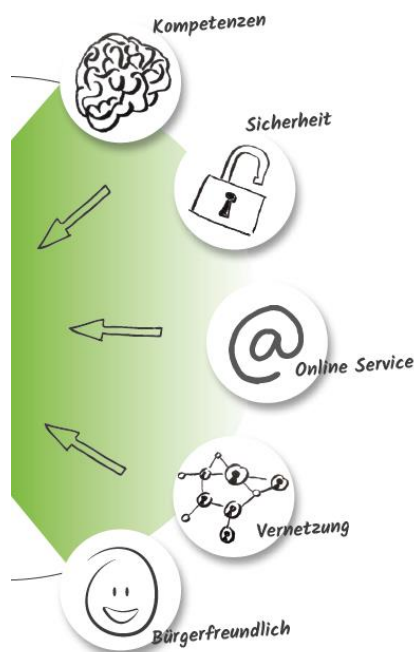 Kompetenzen
Sicherheit
@
Online Service
Vernetzung
Bürgerfreundlich